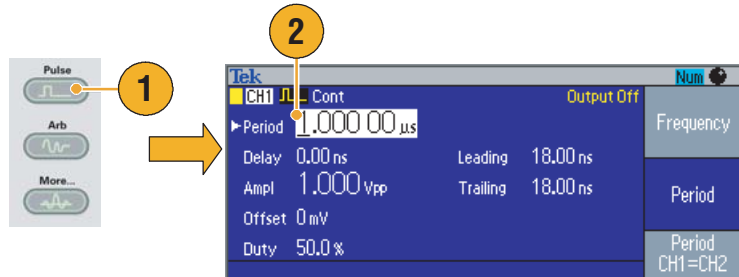 Pulse
Arb
More...
1
2
Tek
Num
CH1 Cont
Output Off
Period 1.000 00 µs
Delay 0.00 ns
Leading 18.00 ns
Ampl 1.000 Vpp
Trailing 18.00 ns
Offset 0 mV
Duty 50.0 %
Frequency
Period
Period
CH1=CH2